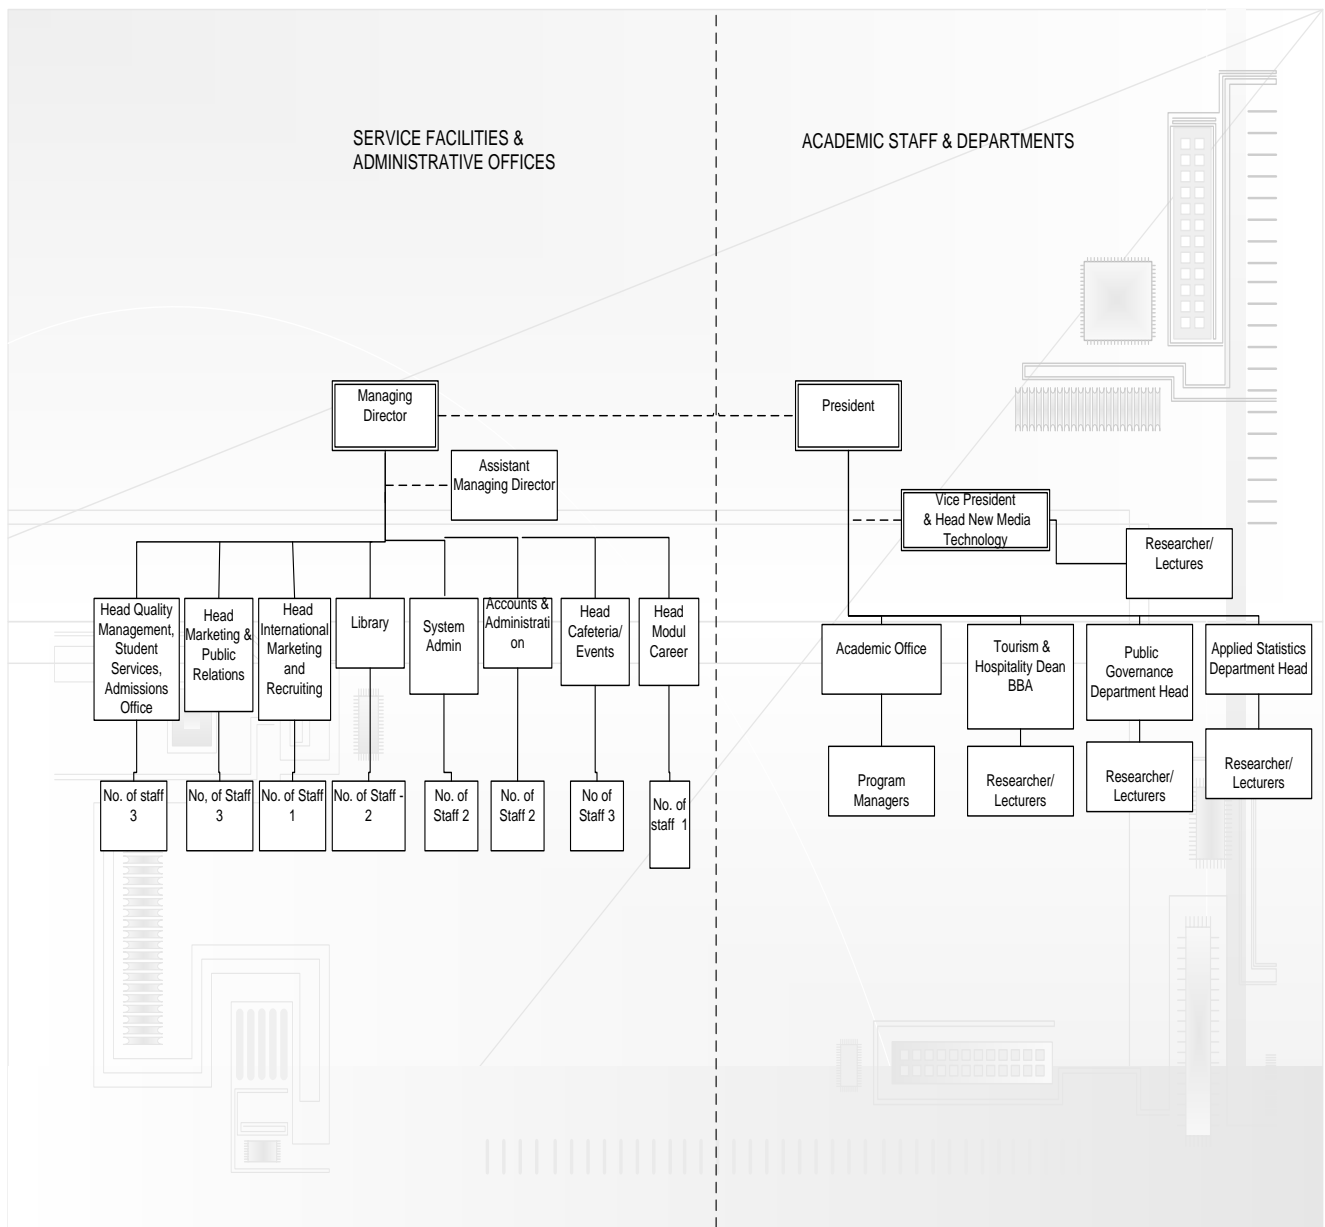 SERVICE FACILITIES &
ADMINISTRATIVE OFFICES
ACADEMIC STAFF & DEPARTMENTS
Managing
Director
President
Assistant
Managing Director
Vice President
& Head New Media
Technology
Researcher/
Lectures
Head Quality
Management,
Student
Services,
Admissions
Office
Head
Marketing &
Public
Relations
Head
International
Marketing
and
Recruiting
Library
System
Admin
Accounts &
Administrati
on
Head
Cafeteria/
Events
Head
Modul
Career
Academic Office
Tourism &
Hospitality Dean
BBA
Public
Governance
Department Head
Applied Statistics
Department Head
No. of staff
3
No, of Staff
3
No. of Staff
1
No. of Staff -
2
No. of
Staff 2
No. of
Staff 2
No of
Staff 3
No. of
staff 1
Program
Managers
Researcher/
Lecturers
Researcher/
Lecturers
Researcher/
Lecturers